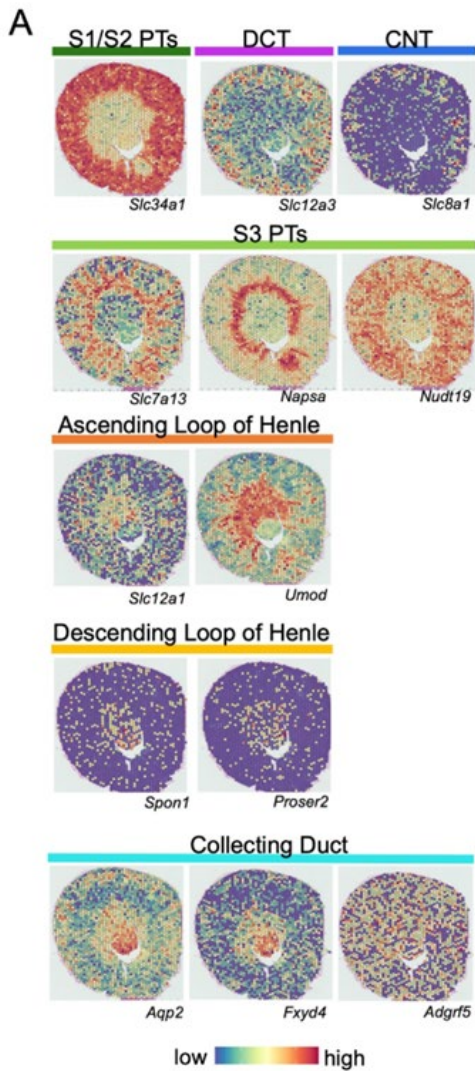 A
S1/S2 PTs DCT CNT
Slc34a1 Slc12a3 Slc8a1
S3 PTs
Slc7a13 Napsa Nudt19
Ascending Loop of Henle
Slc12a1 Umod
Descending Loop of Henle
Spon1 Proser2
Collecting Duct
Aqp2 Fxyd4 Adgrf5
low high